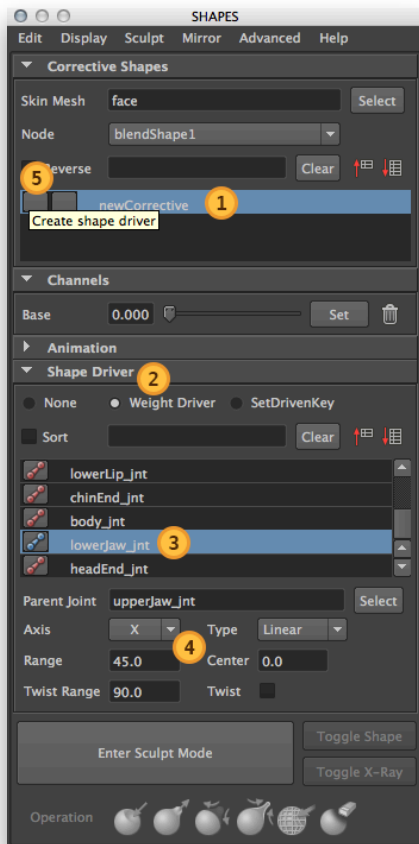 SHAPES
Edit Display Sculpt Mirror Advanced Help
Corrective Shapes
Skin Mesh face Select
Node blendShape1
5 Reverse Clear
newCorrective 1
Create shape driver
Channels
Base 0.000 Set
Animation
Shape Driver 2
None Weight Driver SetDrivenKey
Sort Clear
lowerLip_jnt
chinEnd_jnt
body_jnt
lowerJaw_jnt 3
headEnd_jnt
Parent Joint upperJaw_jnt Select
Axis X Type Linear
4
Range 45.0 Center 0.0
Twist Range 90.0 Twist
Enter Sculpt Mode Toggle Shape
Toggle X-Ray
Operation